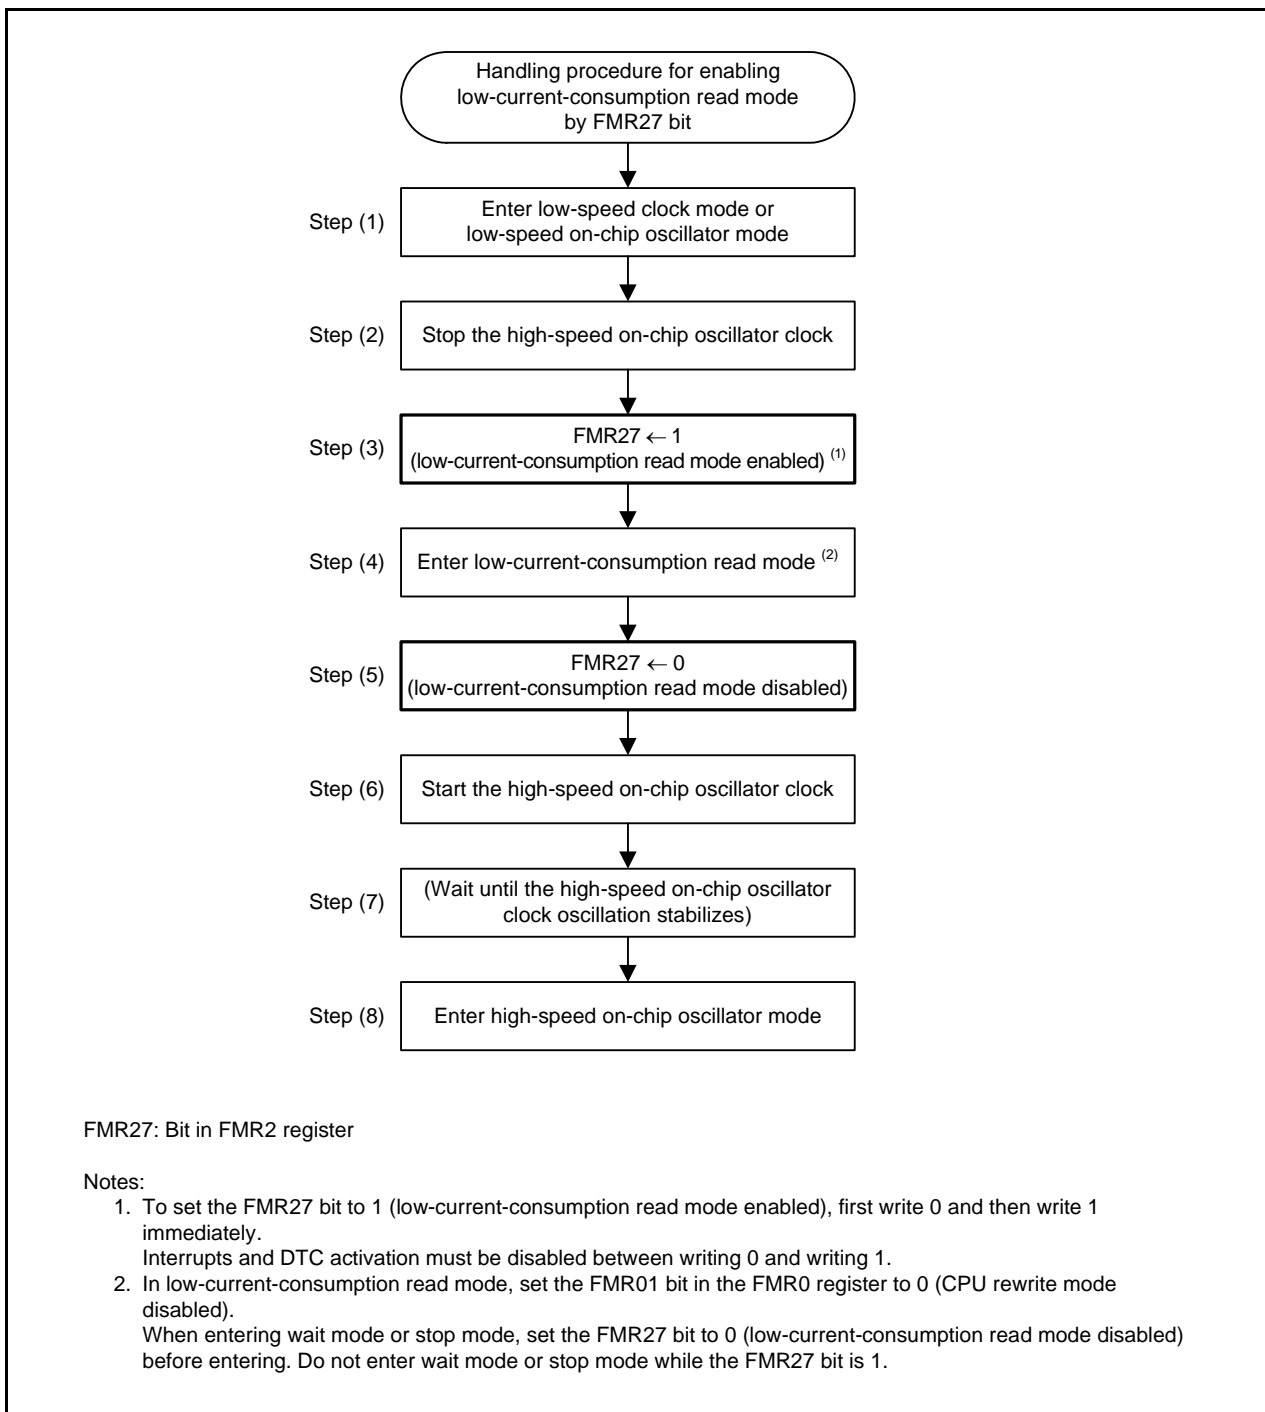 Handling procedure for enabling
low-current-consumption read mode
by FMR27 bit
Step (1)
Enter low-speed clock mode or
low-speed on-chip oscillator mode
Step (2)
Stop the high-speed on-chip oscillator clock
Step (3)
FMR27 ← 1
(low-current-consumption read mode enabled) (1)
Step (4)
Enter low-current-consumption read mode (2)
Step (5)
FMR27 ← 0
(low-current-consumption read mode disabled)
Step (6)
Start the high-speed on-chip oscillator clock
Step (7)
(Wait until the high-speed on-chip oscillator
clock oscillation stabilizes)
Step (8)
Enter high-speed on-chip oscillator mode
FMR27: Bit in FMR2 register
Notes:
1. To set the FMR27 bit to 1 (low-current-consumption read mode enabled), first write 0 and then write 1
immediately.
Interrupts and DTC activation must be disabled between writing 0 and writing 1.
2. In low-current-consumption read mode, set the FMR01 bit in the FMR0 register to 0 (CPU rewrite mode
disabled).
When entering wait mode or stop mode, set the FMR27 bit to 0 (low-current-consumption read mode disabled)
before entering. Do not enter wait mode or stop mode while the FMR27 bit is 1.